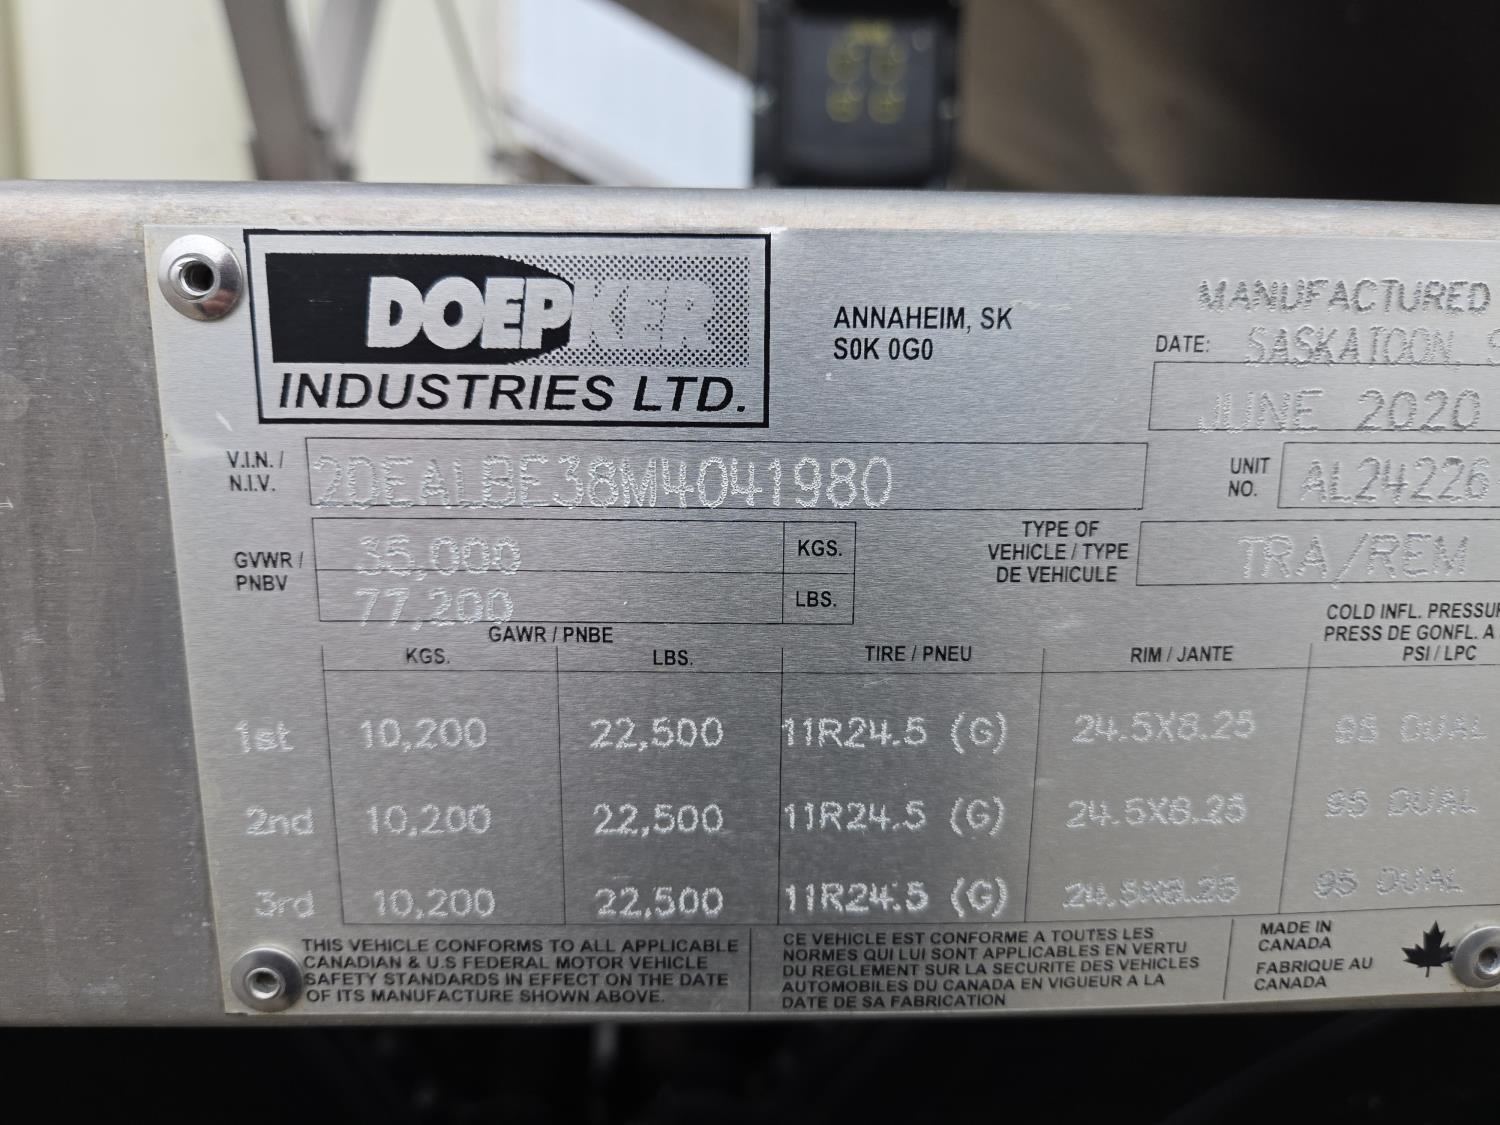 DOEPKER
INDUSTRIES LTD.
ANNAHEIM, SK
S0K 0G0
MANUFACTURED
DATE: SASKATOON, S
JUNE 2020
V.I.N. /
N.I.V.
2DEALBE38M4041980
UNIT
NO.
AL24226
GVWR /
PNBV
35,000 KGS.
77,200 LBS.
TYPE OF
VEHICLE / TYPE
DE VEHICULE
TRA/REM
GAWR / PNBE
KGS. LBS. TIRE / PNEU RIM / JANTE
COLD INFL. PRESSUR
PRESS DE GONFL. A
PSI / LPC
1st 10,200 22,500 11R24.5 (G) 24.5X8.25 95 DUAL
2nd 10,200 22,500 11R24.5 (G) 24.5X8.25 95 DUAL
3rd 10,200 22,500 11R24.5 (G) 24.5X8.25 95 DUAL
THIS VEHICLE CONFORMS TO ALL APPLICABLE
CANADIAN & U.S FEDERAL MOTOR VEHICLE
SAFETY STANDARDS IN EFFECT ON THE DATE
OF ITS MANUFACTURE SHOWN ABOVE.
CE VEHICLE EST CONFORME A TOUTES LES
NORMES QUI LUI SONT APPLICABLES EN VERTU
DU REGLEMENT SUR LA SECURITE DES VEHICLES
AUTOMOBILES DU CANADA EN VIGUEUR A LA
DATE DE SA FABRICATION
MADE IN
CANADA
FABRIQUE AU
CANADA